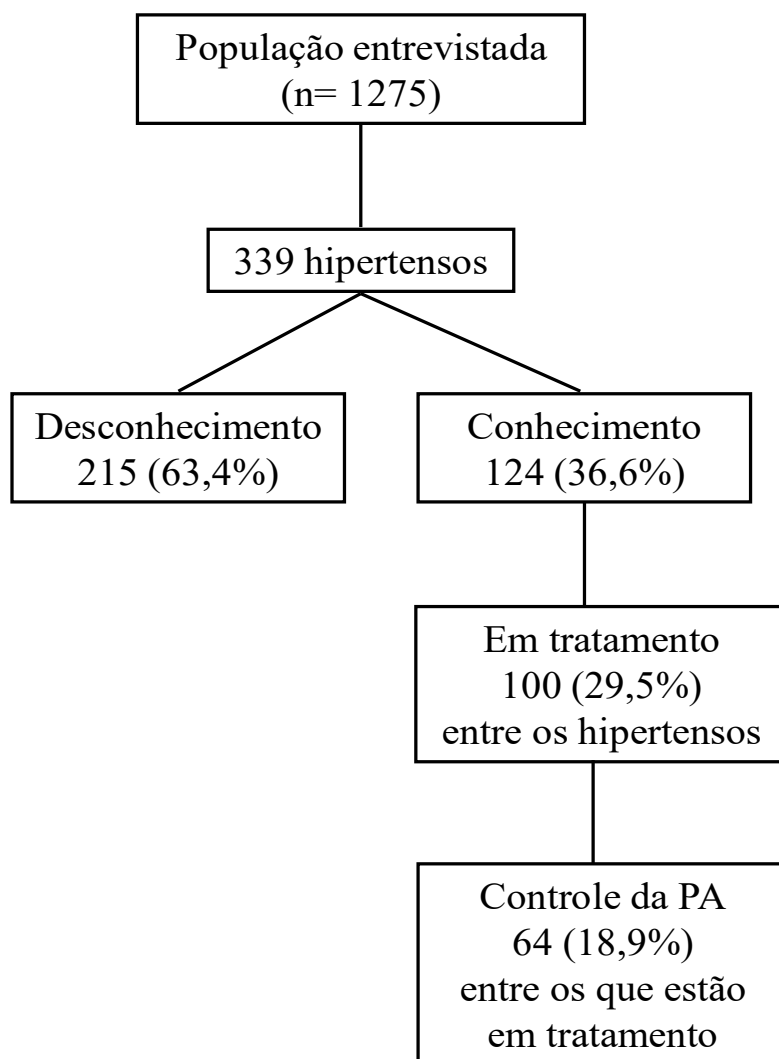 População entrevistada
(n= 1275)
339 hipertensos
Desconhecimento
215 (63,4%)
Conhecimento
124 (36,6%)
Em tratamento
100 (29,5%)
entre os hipertensos
Controle da PA
64 (18,9%)
entre os que estão
em tratamento